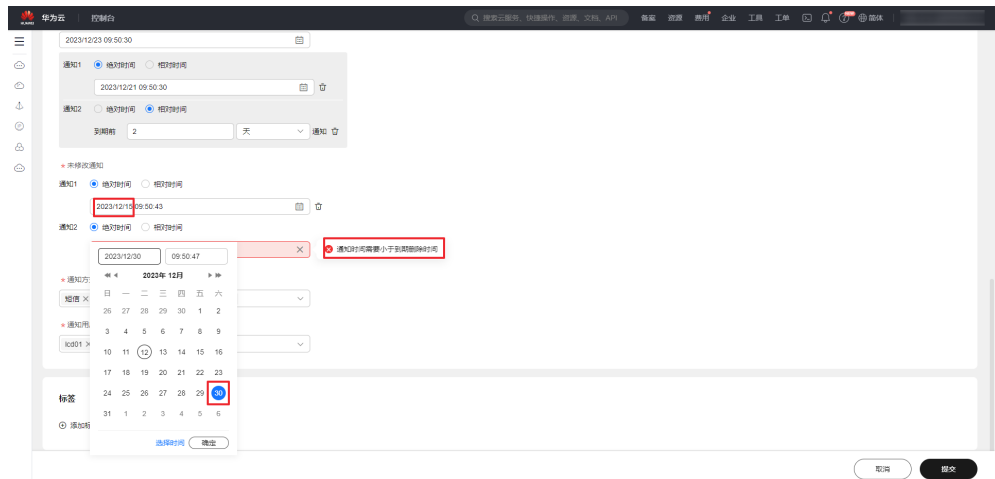 HUAWEI 华为云 控制台 搜索云服务、快捷操作、资源、文档、API 备案 资源 费用 企业 工具 工单 简体
2023/12/23 09:50:30
通知1 绝对时间 相对时间
2023/12/21 09:50:30
通知2 绝对时间 相对时间
到期前 2 天 通知
* 未修改通知
通知1 绝对时间 相对时间
2023/12/15 09:50:43
通知2 绝对时间 相对时间
通知时间需要小于到期删除时间
2023/12/30 09:50:47
2023年 12月
* 通知方
日 一 二 三 四 五 六
短信
26 27 28 29 30 1 2
* 通知用
3 4 5 6 7 8 9
lcd01
10 11 12 13 14 15 16
17 18 19 20 21 22 23
标签
24 25 26 27 28 29 30
31 1 2 3 4 5 6
添加标
选择时间 确定
取消 提交